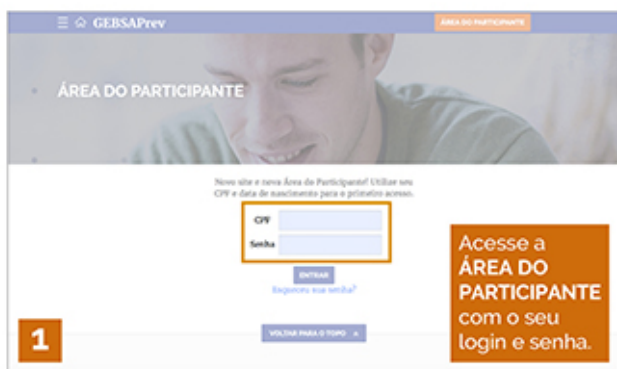 GEBSAPrev
ÁREA DO PARTICIPANTE
ÁREA DO PARTICIPANTE
Novo site e nova Área do Participante! Utilize seu
CPF e data de nascimento para o primeiro acesso.
CPF
Senha
ENTRAR
Esqueceu sua senha?
VOLTAR PARA O TOPO
Acesse a
ÁREA DO
PARTICIPANTE
com o seu
login e senha.
1